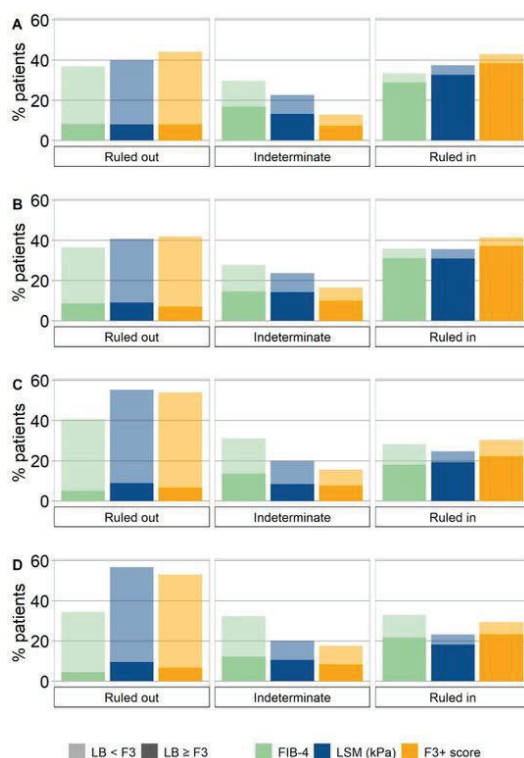 A
60
40
20
0
% patients
Ruled out Indeterminate Ruled in
B
60
40
20
0
% patients
Ruled out Indeterminate Ruled in
C
60
40
20
0
% patients
Ruled out Indeterminate Ruled in
D
60
40
20
0
% patients
Ruled out Indeterminate Ruled in
LB < F3 LB ≥ F3 FIB-4 LSM (kPa) F3+ score